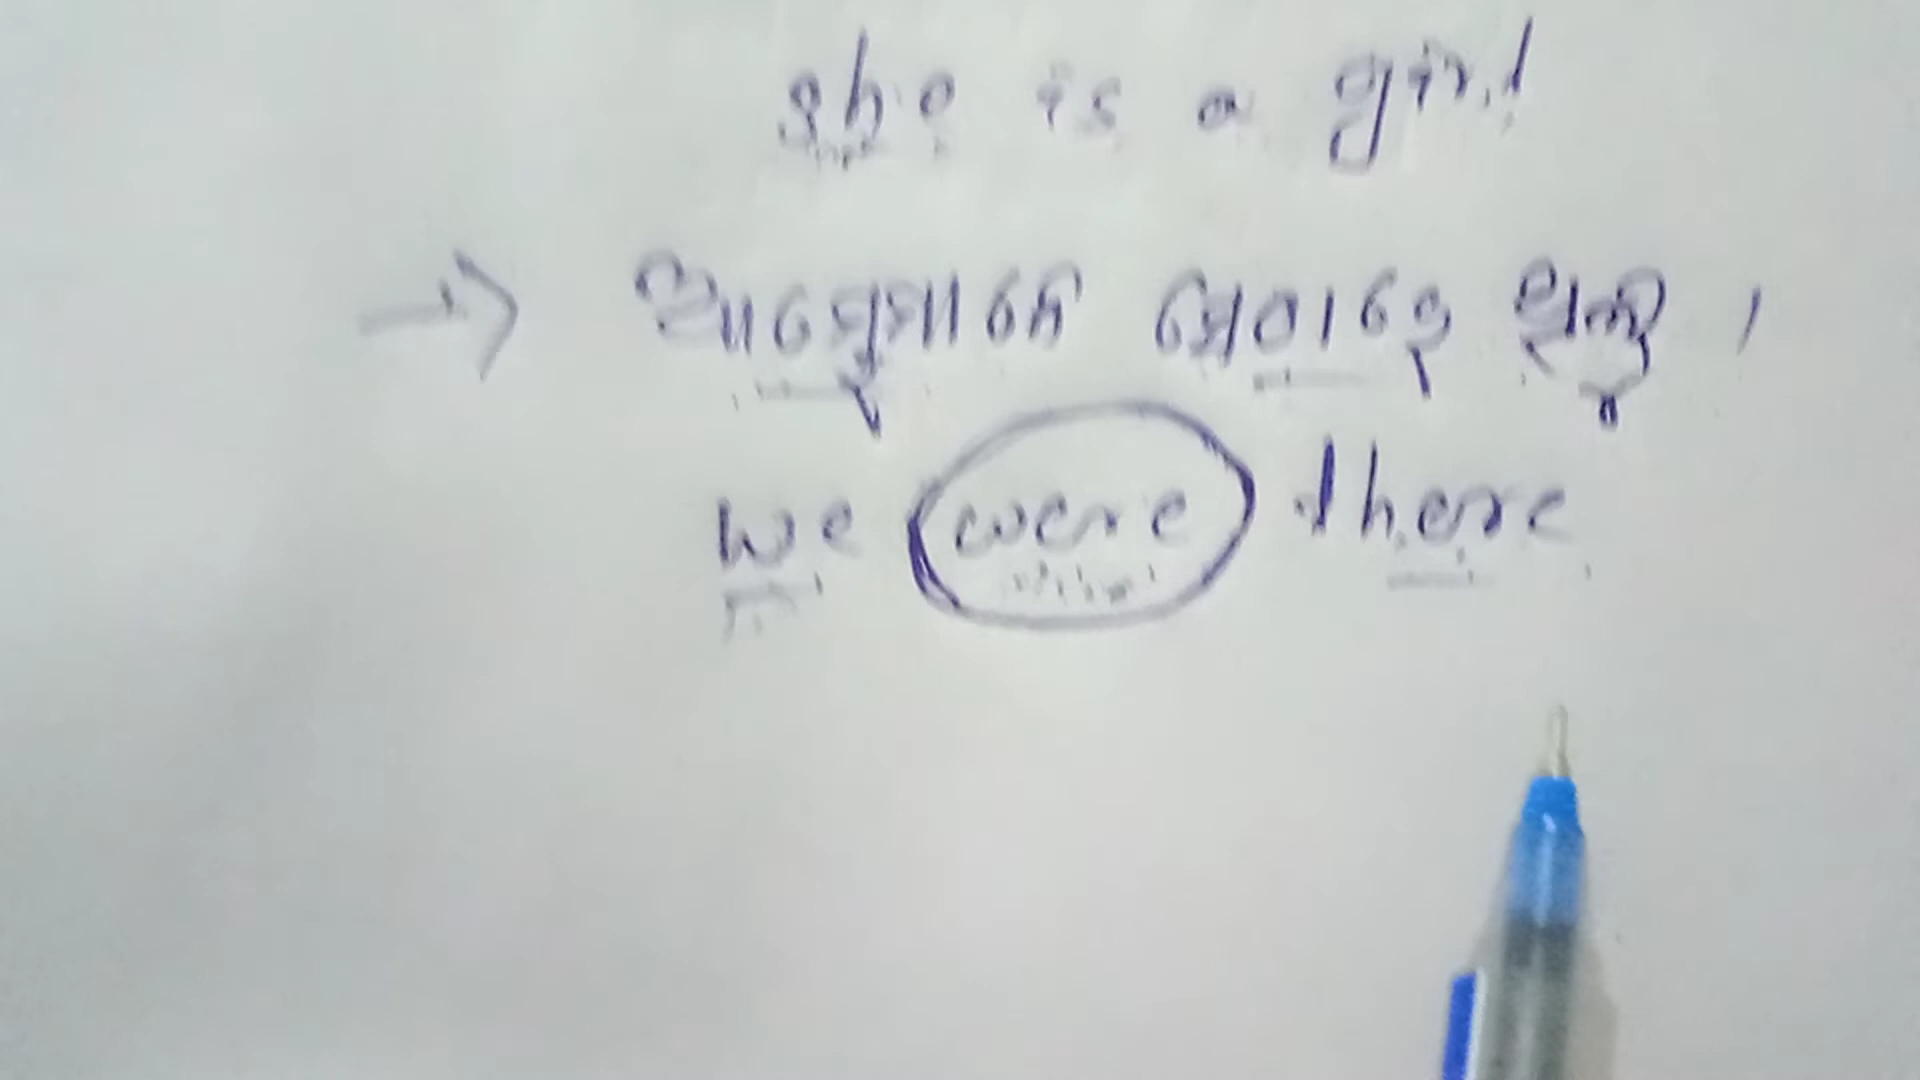 she is a girl
→ ଆମ୍ଭେମାନେ ସେଠାରେ ଥିଲୁ ।
we were there